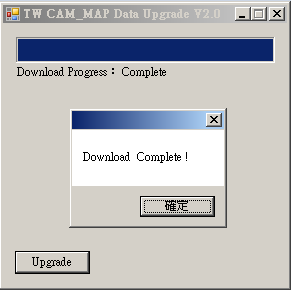 TW CAM_MAP Data Upgrade V2.0
Download Progress： Complete
Download Complete !
確定
Upgrade